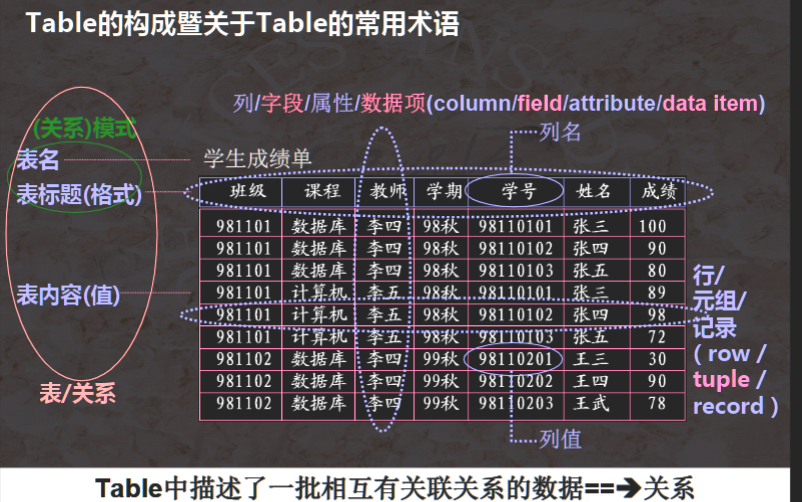 Table的构成暨关于Table的常用术语
列/字段/属性/数据项(column/field/attribute/data item)
(关系)模式
列名
表名
学生成绩单
表标题(格式)
班级 课程 教师 学期 学号 姓名 成绩
981101 数据库 李四 98秋 98110101 张三 100
981101 数据库 李四 98秋 98110102 张四 90
981101 数据库 李四 98秋 98110103 张五 80
981101 计算机 李五 98秋 98110101 张三 89
981101 计算机 李五 98秋 98110102 张四 98
981101 计算机 李五 98秋 98110103 张五 72
981102 数据库 李四 99秋 98110201 王三 30
981102 数据库 李四 99秋 98110202 王四 90
981102 数据库 李四 99秋 98110203 王武 78
表内容(值)
行/
元组/
记录
( row /
tuple /
record )
表/关系
列值
Table中描述了一批相互有关联关系的数据==➔关系